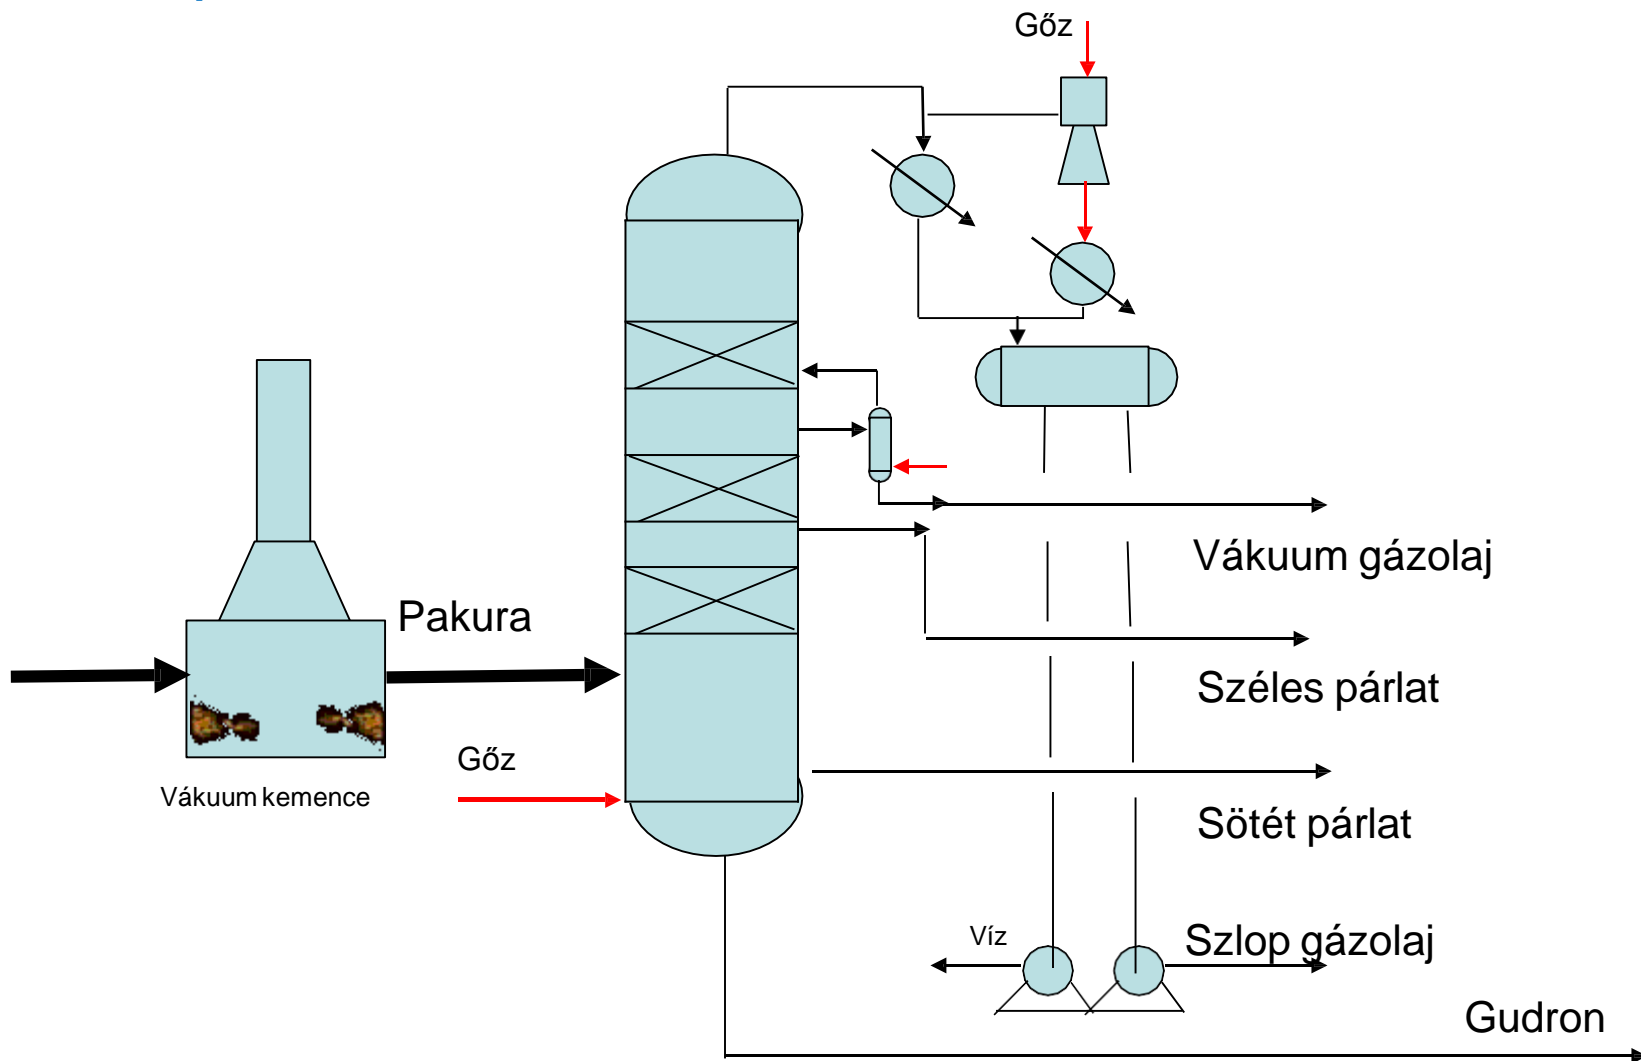 Gőz
Vákuum gázolaj
Pakura
Széles párlat
Gőz
Vákuum kemence
Sötét párlat
Víz
Szlop gázolaj
Gudron